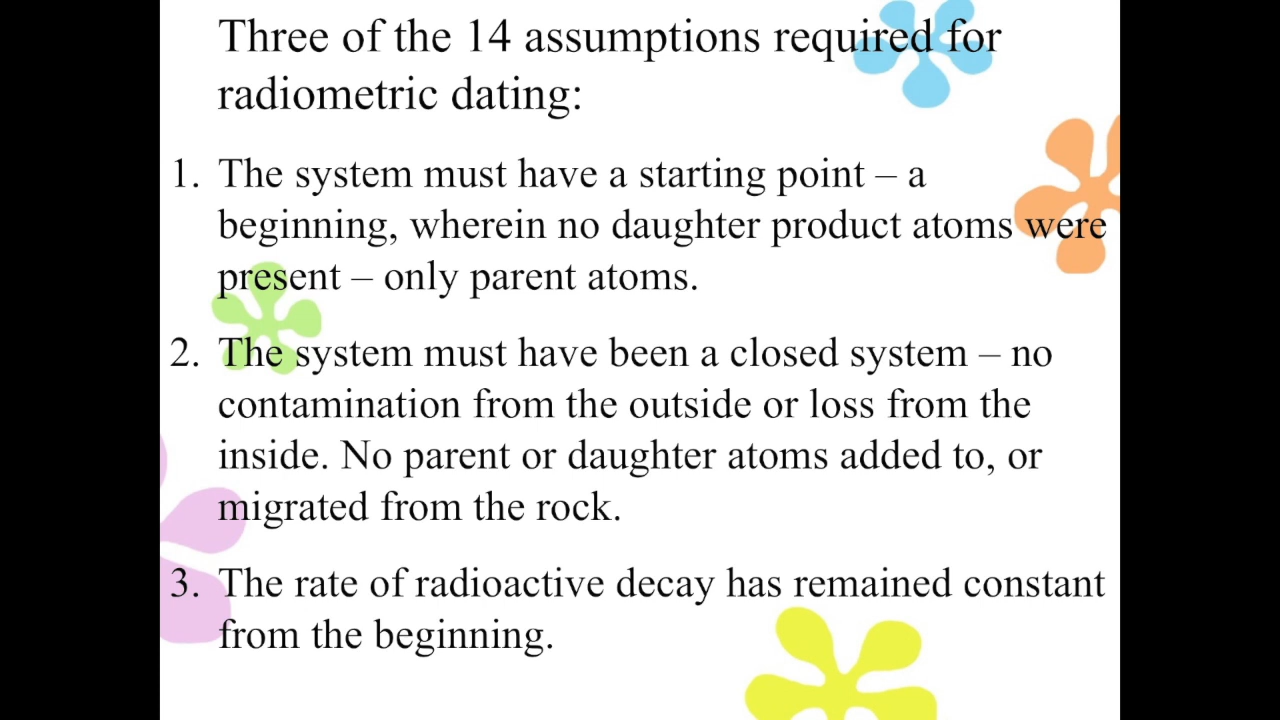 Three of the 14 assumptions required for
radiometric dating:
1. The system must have a starting point – a
beginning, wherein no daughter product atoms were
present – only parent atoms.
2. The system must have been a closed system – no
contamination from the outside or loss from the
inside. No parent or daughter atoms added to, or
migrated from the rock.
3. The rate of radioactive decay has remained constant
from the beginning.